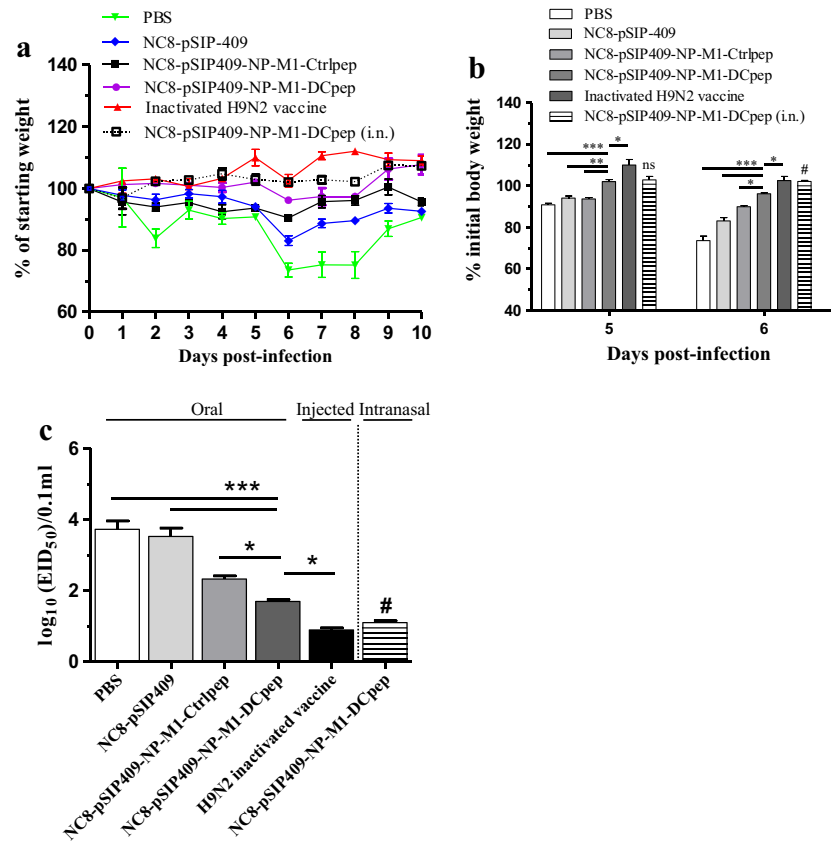 a
PBS
NC8-pSIP-409
NC8-pSIP409-NP-M1-Ctrlpep
NC8-pSIP409-NP-M1-DCpep
Inactivated H9N2 vaccine
NC8-pSIP409-NP-M1-DCpep (i.n.)
% of starting weight
140
120
100
80
60
0 1 2 3 4 5 6 7 8 9 10
Days post-infection
b
PBS
NC8-pSIP-409
NC8-pSIP409-NP-M1-Ctrlpep
NC8-pSIP409-NP-M1-DCpep
Inactivated H9N2 vaccine
NC8-pSIP409-NP-M1-DCpep (i.n.)
% initial body weight
140
120
100
80
60
40
*** * ** ns
*** * * #
5 6
Days post-infection
c
Oral Injected Intranasal
log10 (EID50)/0.1ml
6
4
2
0
***
* *
#
PBS
NC8-pSIP409
NC8-pSIP409-NP-M1-Ctrlpep
NC8-pSIP409-NP-M1-DCpep
H9N2 inactivated vaccine
NC8-pSIP409-NP-M1-DCpep